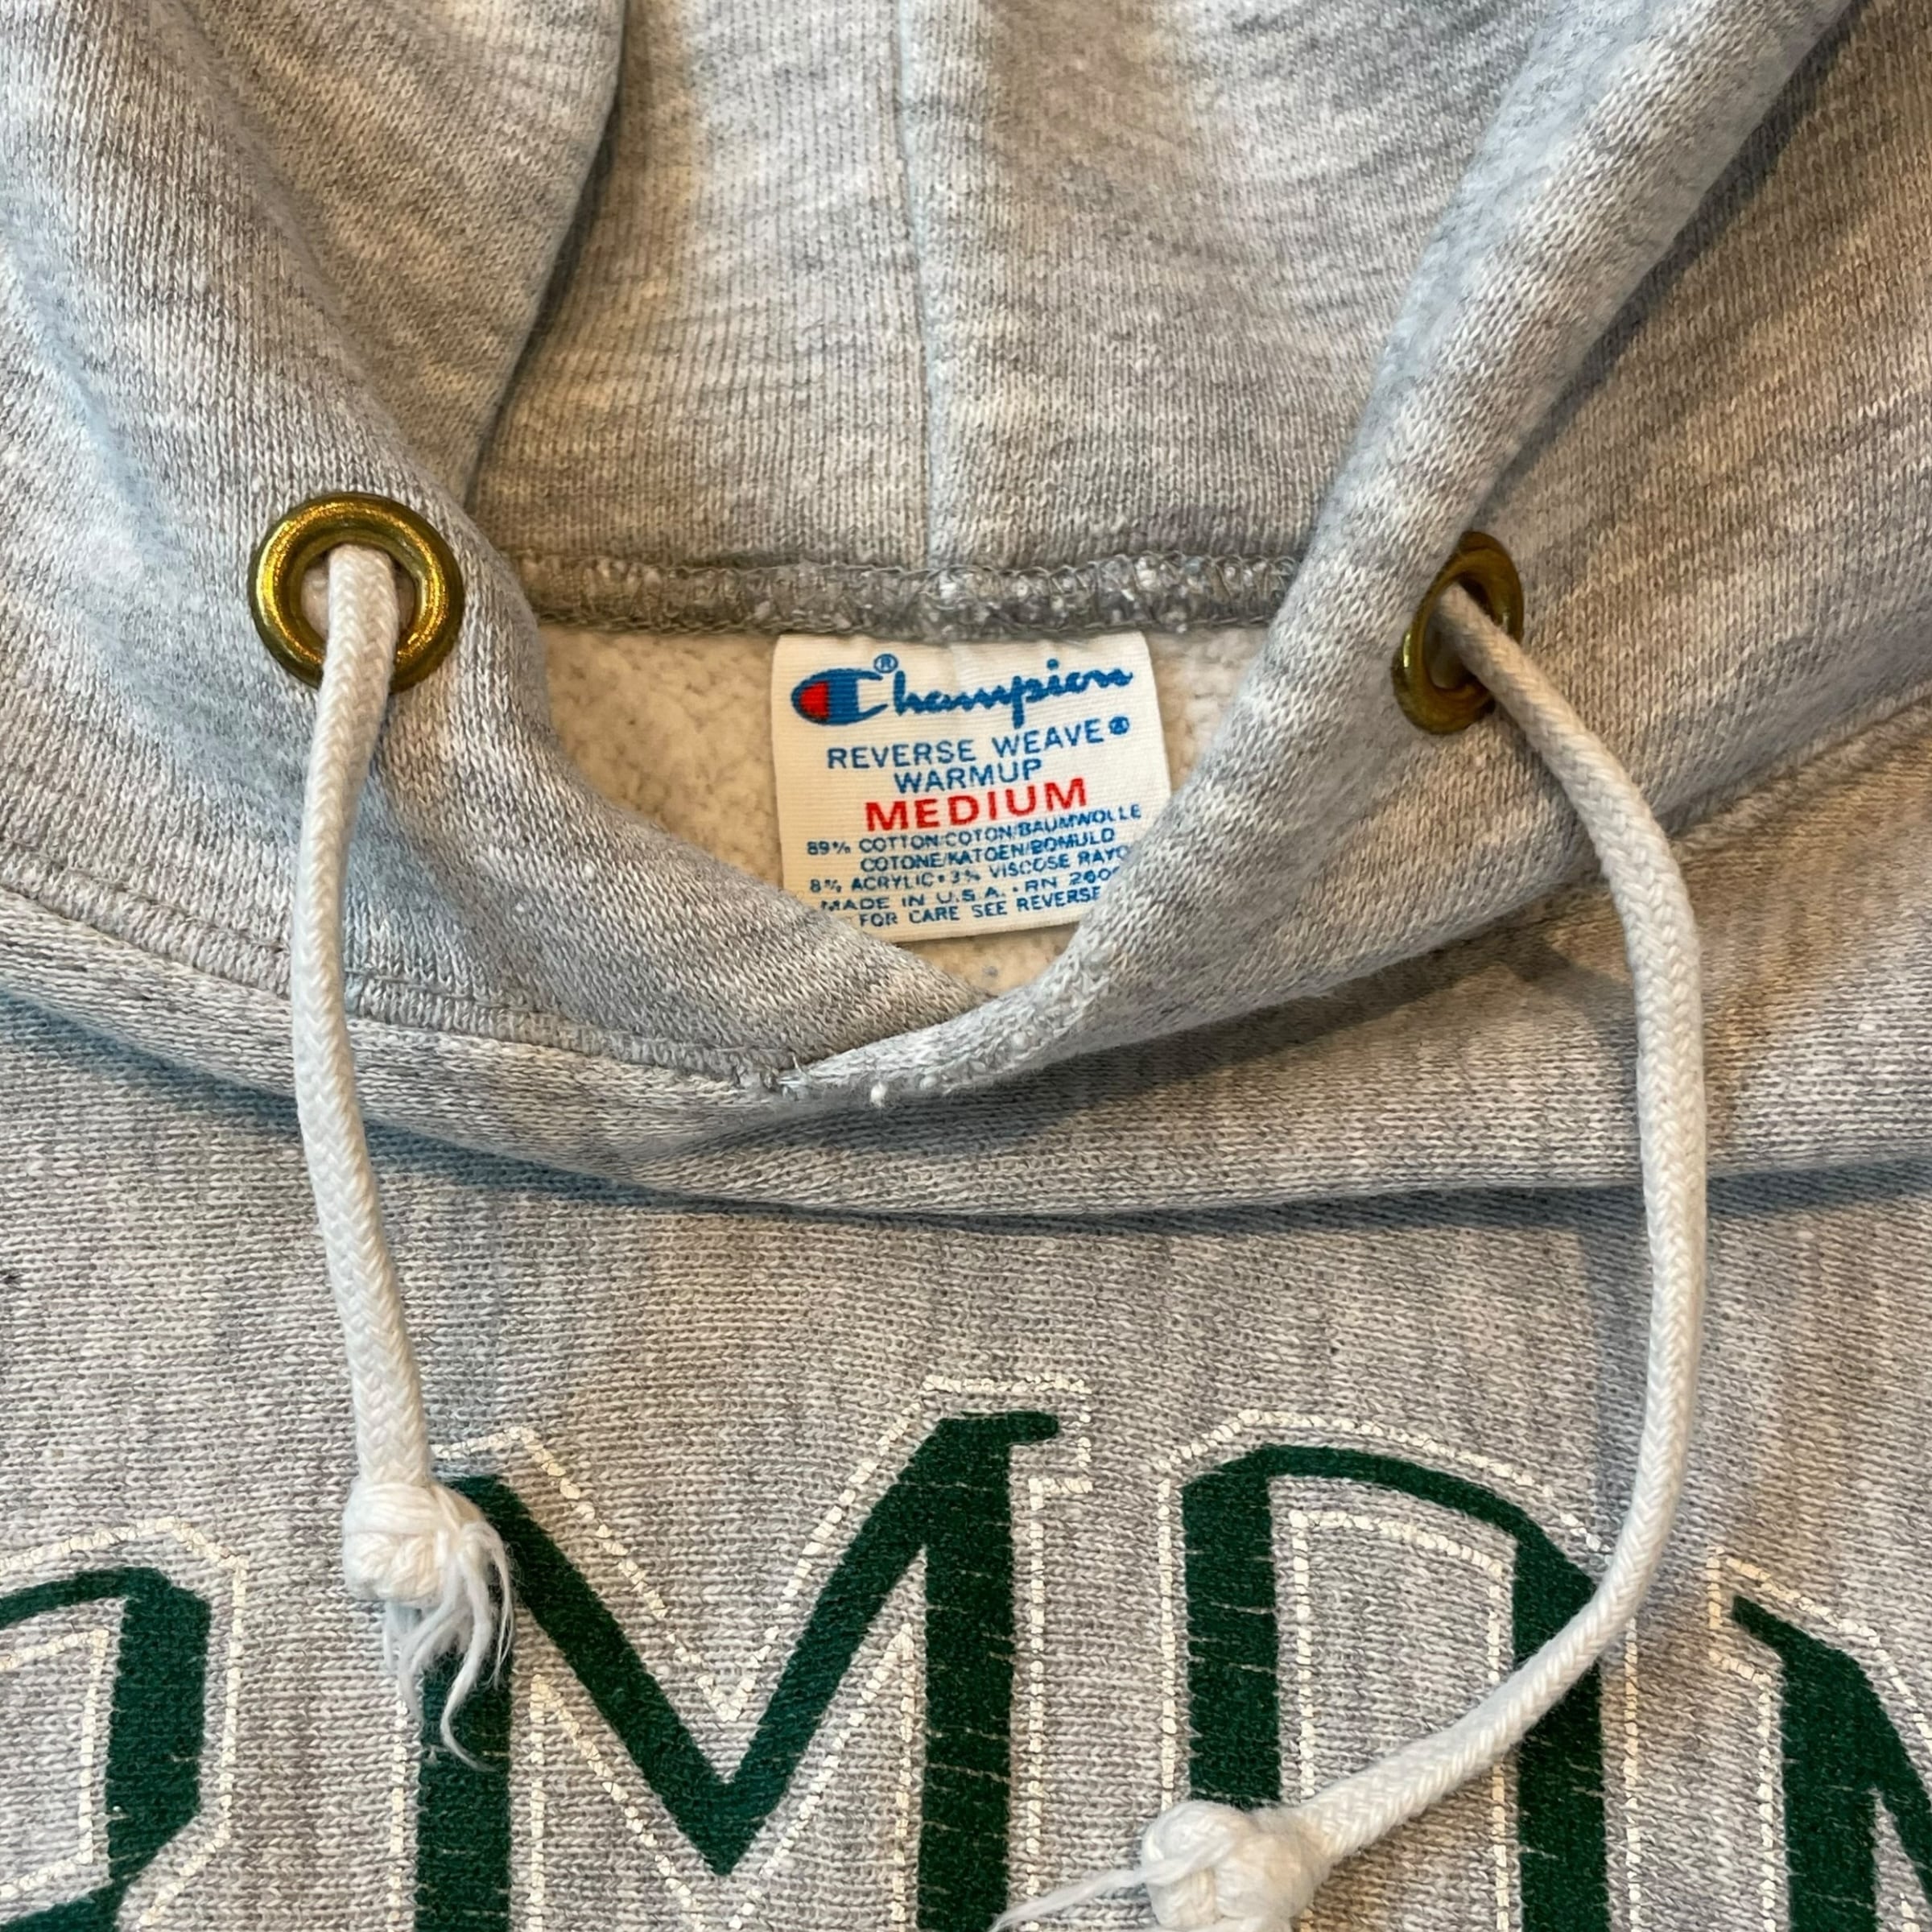 Champion®
REVERSE WEAVE®
WARMUP
MEDIUM
89% COTTON/COTON/BAUMWOLLE
COTONE/KATOEN/BOMULD
8% ACRYLIC • 3% VISCOSE
MADE IN U.S.A. • RN
FOR CARE SEE REVERSE
M